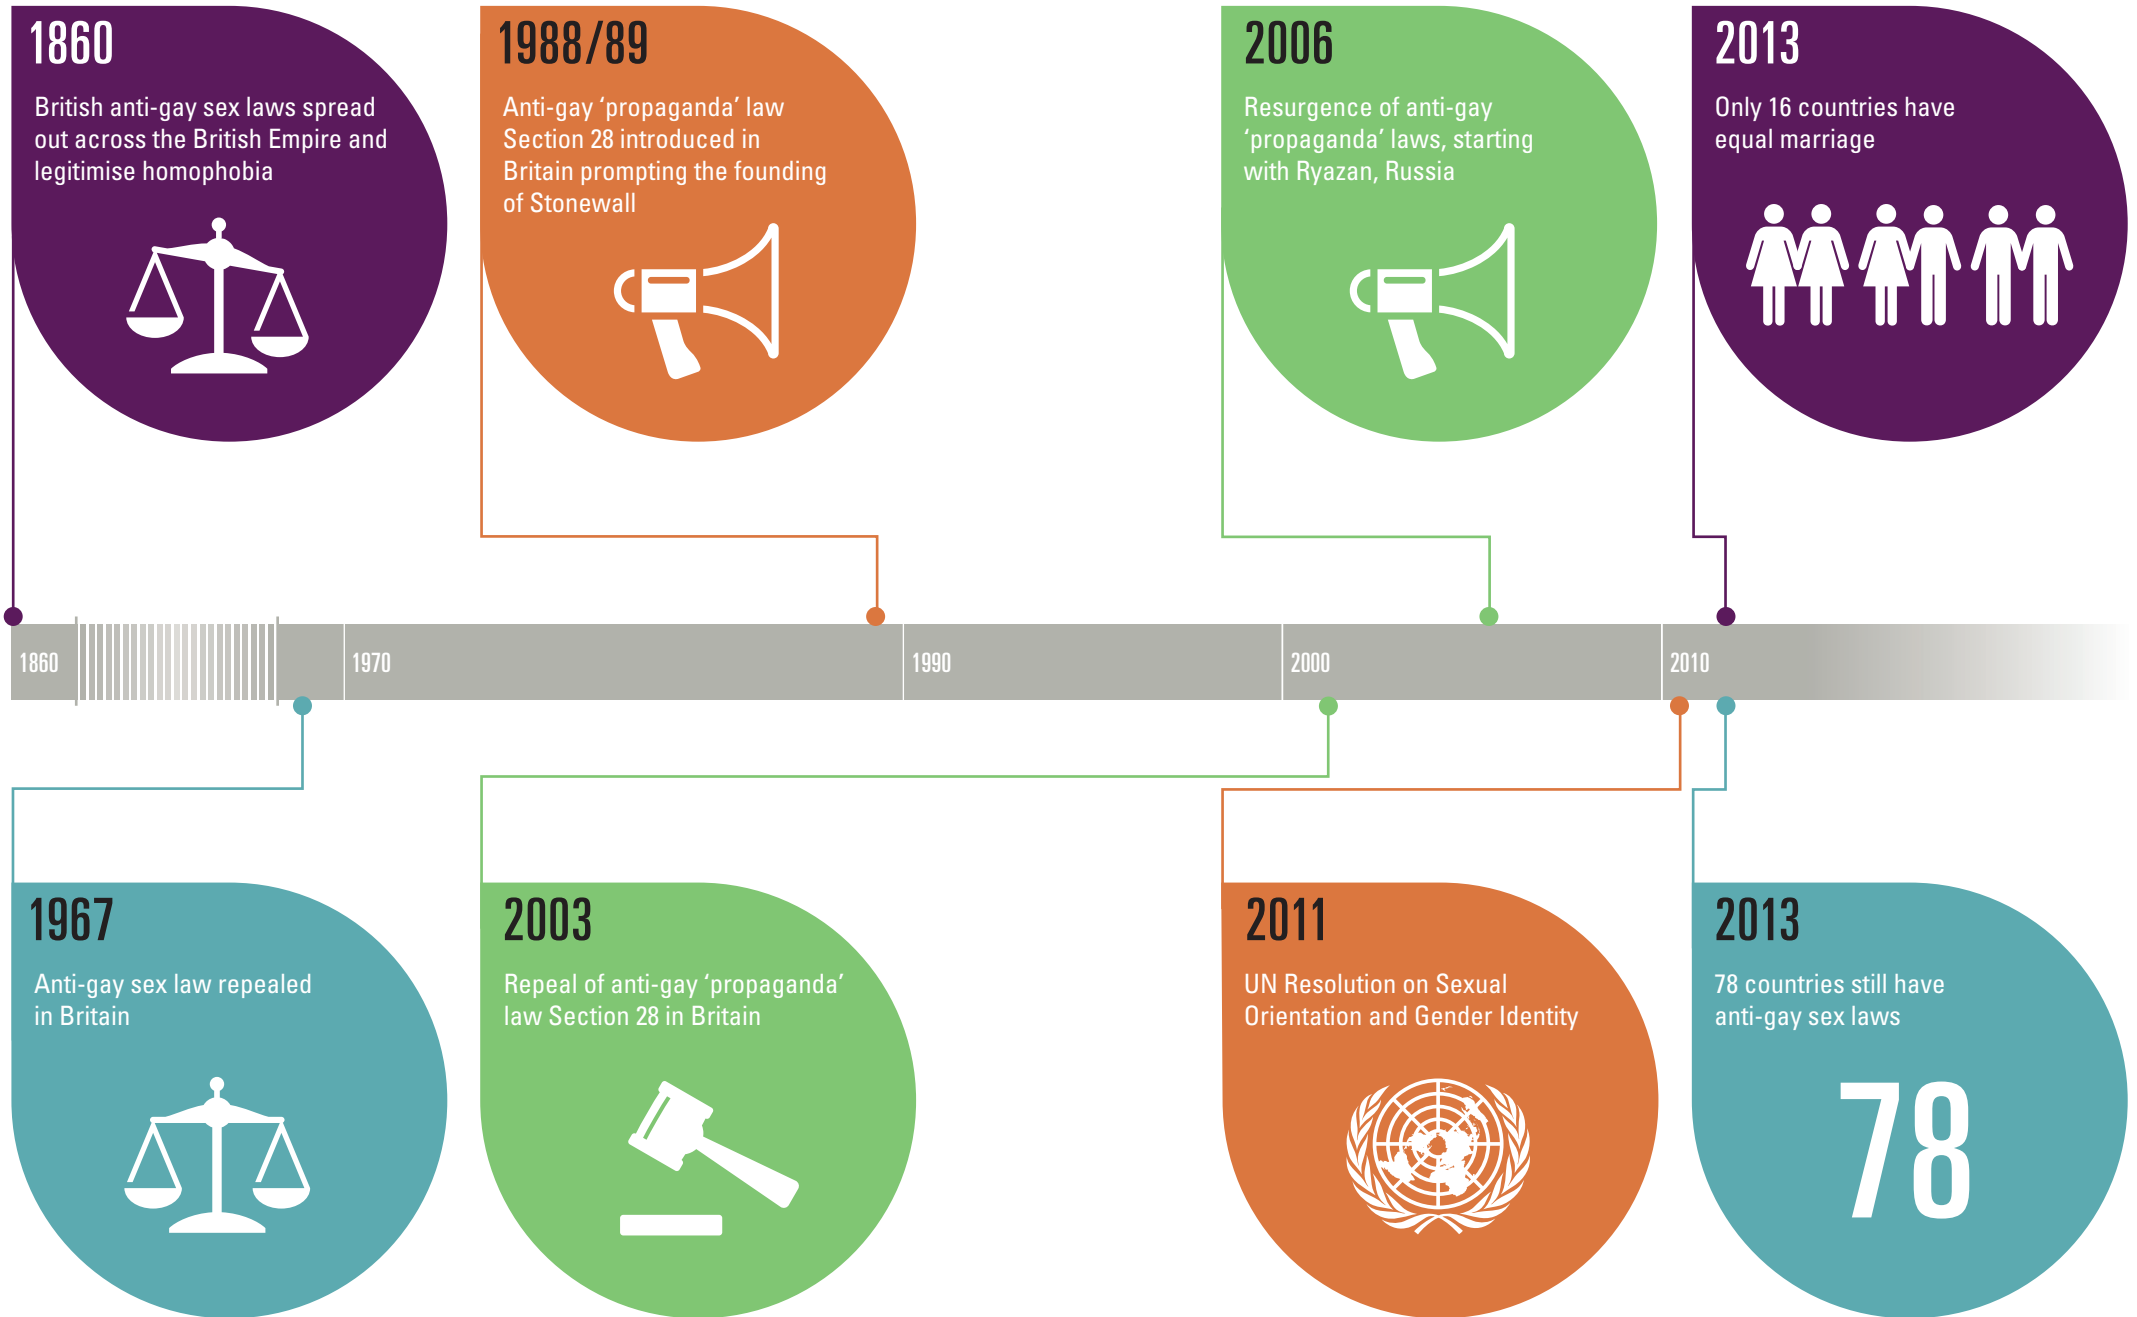 1860
British anti-gay sex laws spread
out across the British Empire and
legitimise homophobia
1988/89
Anti-gay ‘propaganda’ law
Section 28 introduced in
Britain prompting the founding
of Stonewall
2006
Resurgence of anti-gay
‘propaganda’ laws, starting
with Ryazan, Russia
2013
Only 16 countries have
equal marriage
1860
1970
1990
2000
2010
1967
Anti-gay sex law repealed
in Britain
2003
Repeal of anti-gay ‘propaganda’
law Section 28 in Britain
2011
UN Resolution on Sexual
Orientation and Gender Identity
2013
78 countries still have
anti-gay sex laws
78